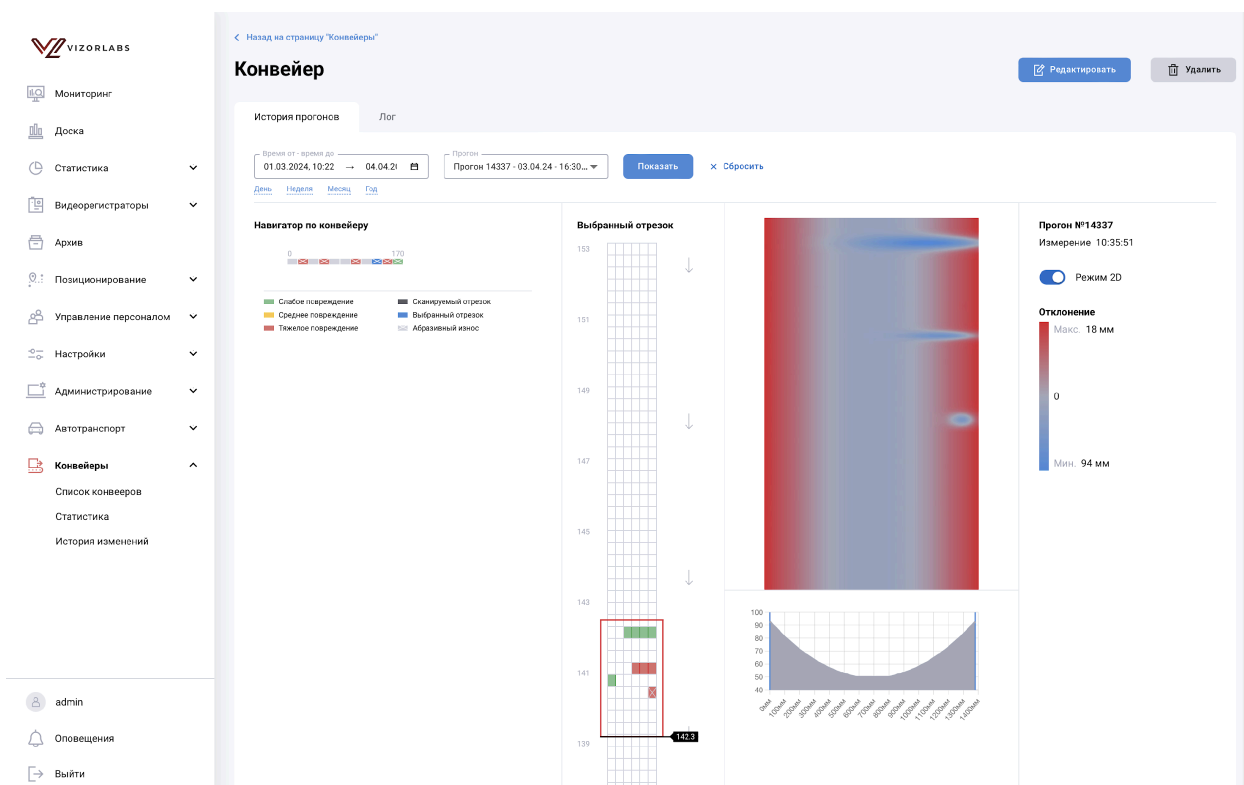 VIZORLABS
Мониторинг
Доска
Статистика
Видеорегистраторы
Архив
Позиционирование
Управление персоналом
Настройки
Администрирование
Автотранспорт
Конвейеры
Список конвееров
Статистика
История изменений
admin
Оповещения
Выйти
Назад на страницу "Конвейеры"
Конвейер
Редактировать
Удалить
История прогонов
Лог
Время от - время до
01.03.2024, 10:22 → 04.04.2
Прогон
Прогон 14337 - 03.04.24 - 16:30...
Показать
Сбросить
День Неделя Месяц Год
Навигатор по конвейеру
0 170
Слабое повреждение
Среднее повреждение
Тяжелое повреждение
Сканируемый отрезок
Выбранный отрезок
Абразивный износ
Выбранный отрезок
153
151
149
147
145
143
141
139
142.3
100
90
80
70
60
50
40
0мм 100мм 200мм 300мм 400мм 500мм 600мм 700мм 800мм 900мм 1000мм 1100мм 1200мм 1300мм 1400мм
Прогон №14337
Измерение 10:35:51
Режим 2D
Отклонение
Макс. 18 мм
0
Мин. 94 мм